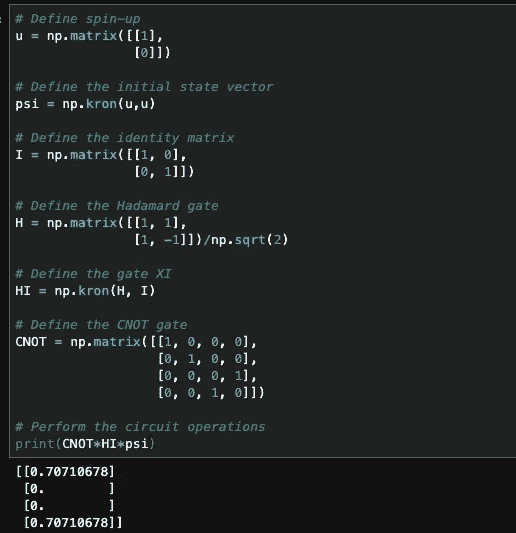 # Define spin-up
u = np.matrix([[1],
               [0]])
# Define the initial state vector
psi = np.kron(u,u)
# Define the identity matrix
I = np.matrix([[1, 0],
               [0, 1]])
# Define the Hadamard gate
H = np.matrix([[1, 1],
               [1, -1]])/np.sqrt(2)
# Define the gate XI
HI = np.kron(H, I)
# Define the CNOT gate
CNOT = np.matrix([[1, 0, 0, 0],
                  [0, 1, 0, 0],
                  [0, 0, 0, 1],
                  [0, 0, 1, 0]])
# Perform the circuit operations
print(CNOT*HI*psi)
[[0.70710678]
 [0.        ]
 [0.        ]
 [0.70710678]]